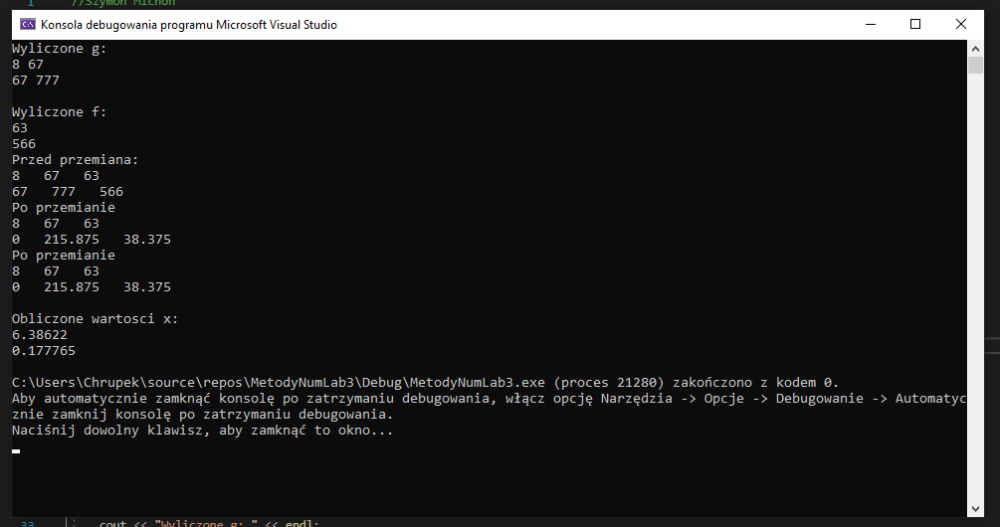 1 //Szymon Michoń
Konsola debugowania programu Microsoft Visual Studio
Wyliczone g:
8 67
67 777
Wyliczone f:
63
566
Przed przemiana:
8 67 63
67 777 566
Po przemianie
8 67 63
0 215.875 38.375
Po przemianie
8 67 63
0 215.875 38.375
Obliczone wartosci x:
6.38622
0.177765
C:\Users\Chrupek\source\repos\MetodyNumLab3\Debug\MetodyNumLab3.exe (proces 21280) zakończono z kodem 0.
Aby automatycznie zamknąć konsolę po zatrzymaniu debugowania, włącz opcję Narzędzia -> Opcje -> Debugowanie -> Automatyc
znie zamknij konsolę po zatrzymaniu debugowania.
Naciśnij dowolny klawisz, aby zamknąć to okno...
33 cout << "Wyliczone g: " << endl;